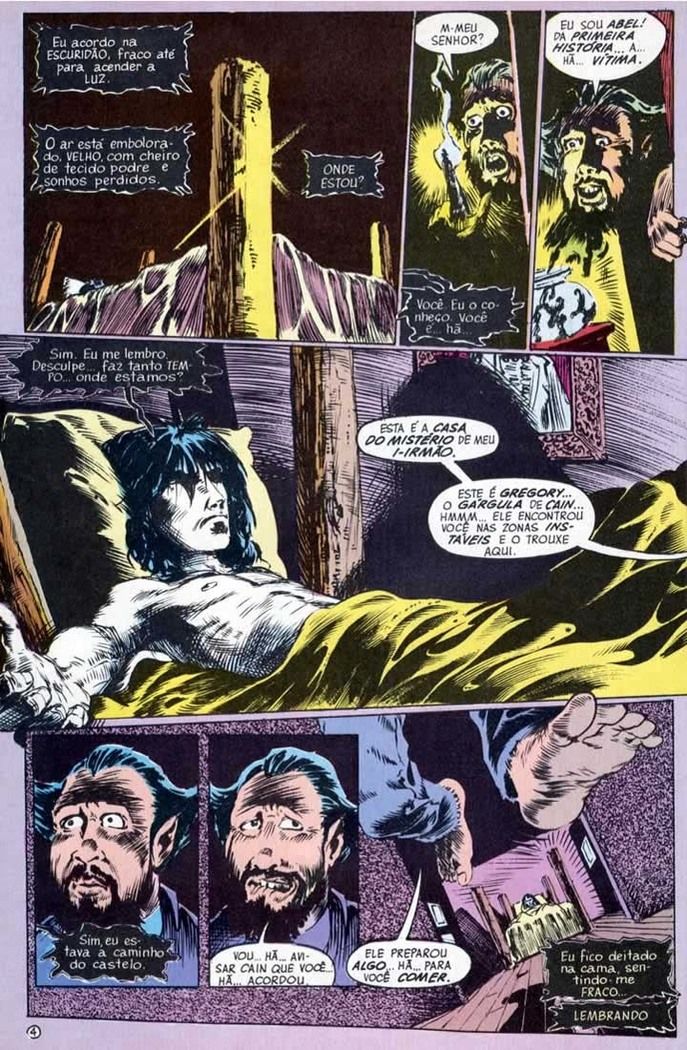 Eu acordo na
ESCURIDÃO, fraco até
para acender a
LUZ.
O ar está embolora-
do, VELHO, com cheiro
de tecido podre e
sonhos perdidos.
ONDE
ESTOU?
M-MEU
SENHOR?
Você. Eu o co-
nheço. Você
é... hã...
EU SOU ABEL!
DA PRIMEIRA
HISTÓRIA... A...
HÃ... VÍTIMA.
Sim. Eu me lembro.
Desculpe... faz tanto TEM-
PO... onde estamos?
ESTA É A CASA
DO MISTÉRIO DE MEU
I-IRMÃO.
ESTE É GREGORY...
O GÁRGULA DE CAIN...
HMMM... ELE ENCONTROU
VOCÊ NAS ZONAS INS-
TÁVEIS E O TROUXE
AQUI.
Sim, eu es-
tava a caminho
do castelo.
VOU... HÃ... AVI-
SAR CAIN QUE VOCÊ...
HÃ... ACORDOU.
ELE PREPAROU
ALGO... HÃ... PARA
VOCÊ COMER.
Eu fico deitado
na cama, sen-
tindo-me
FRACO...
LEMBRANDO
4